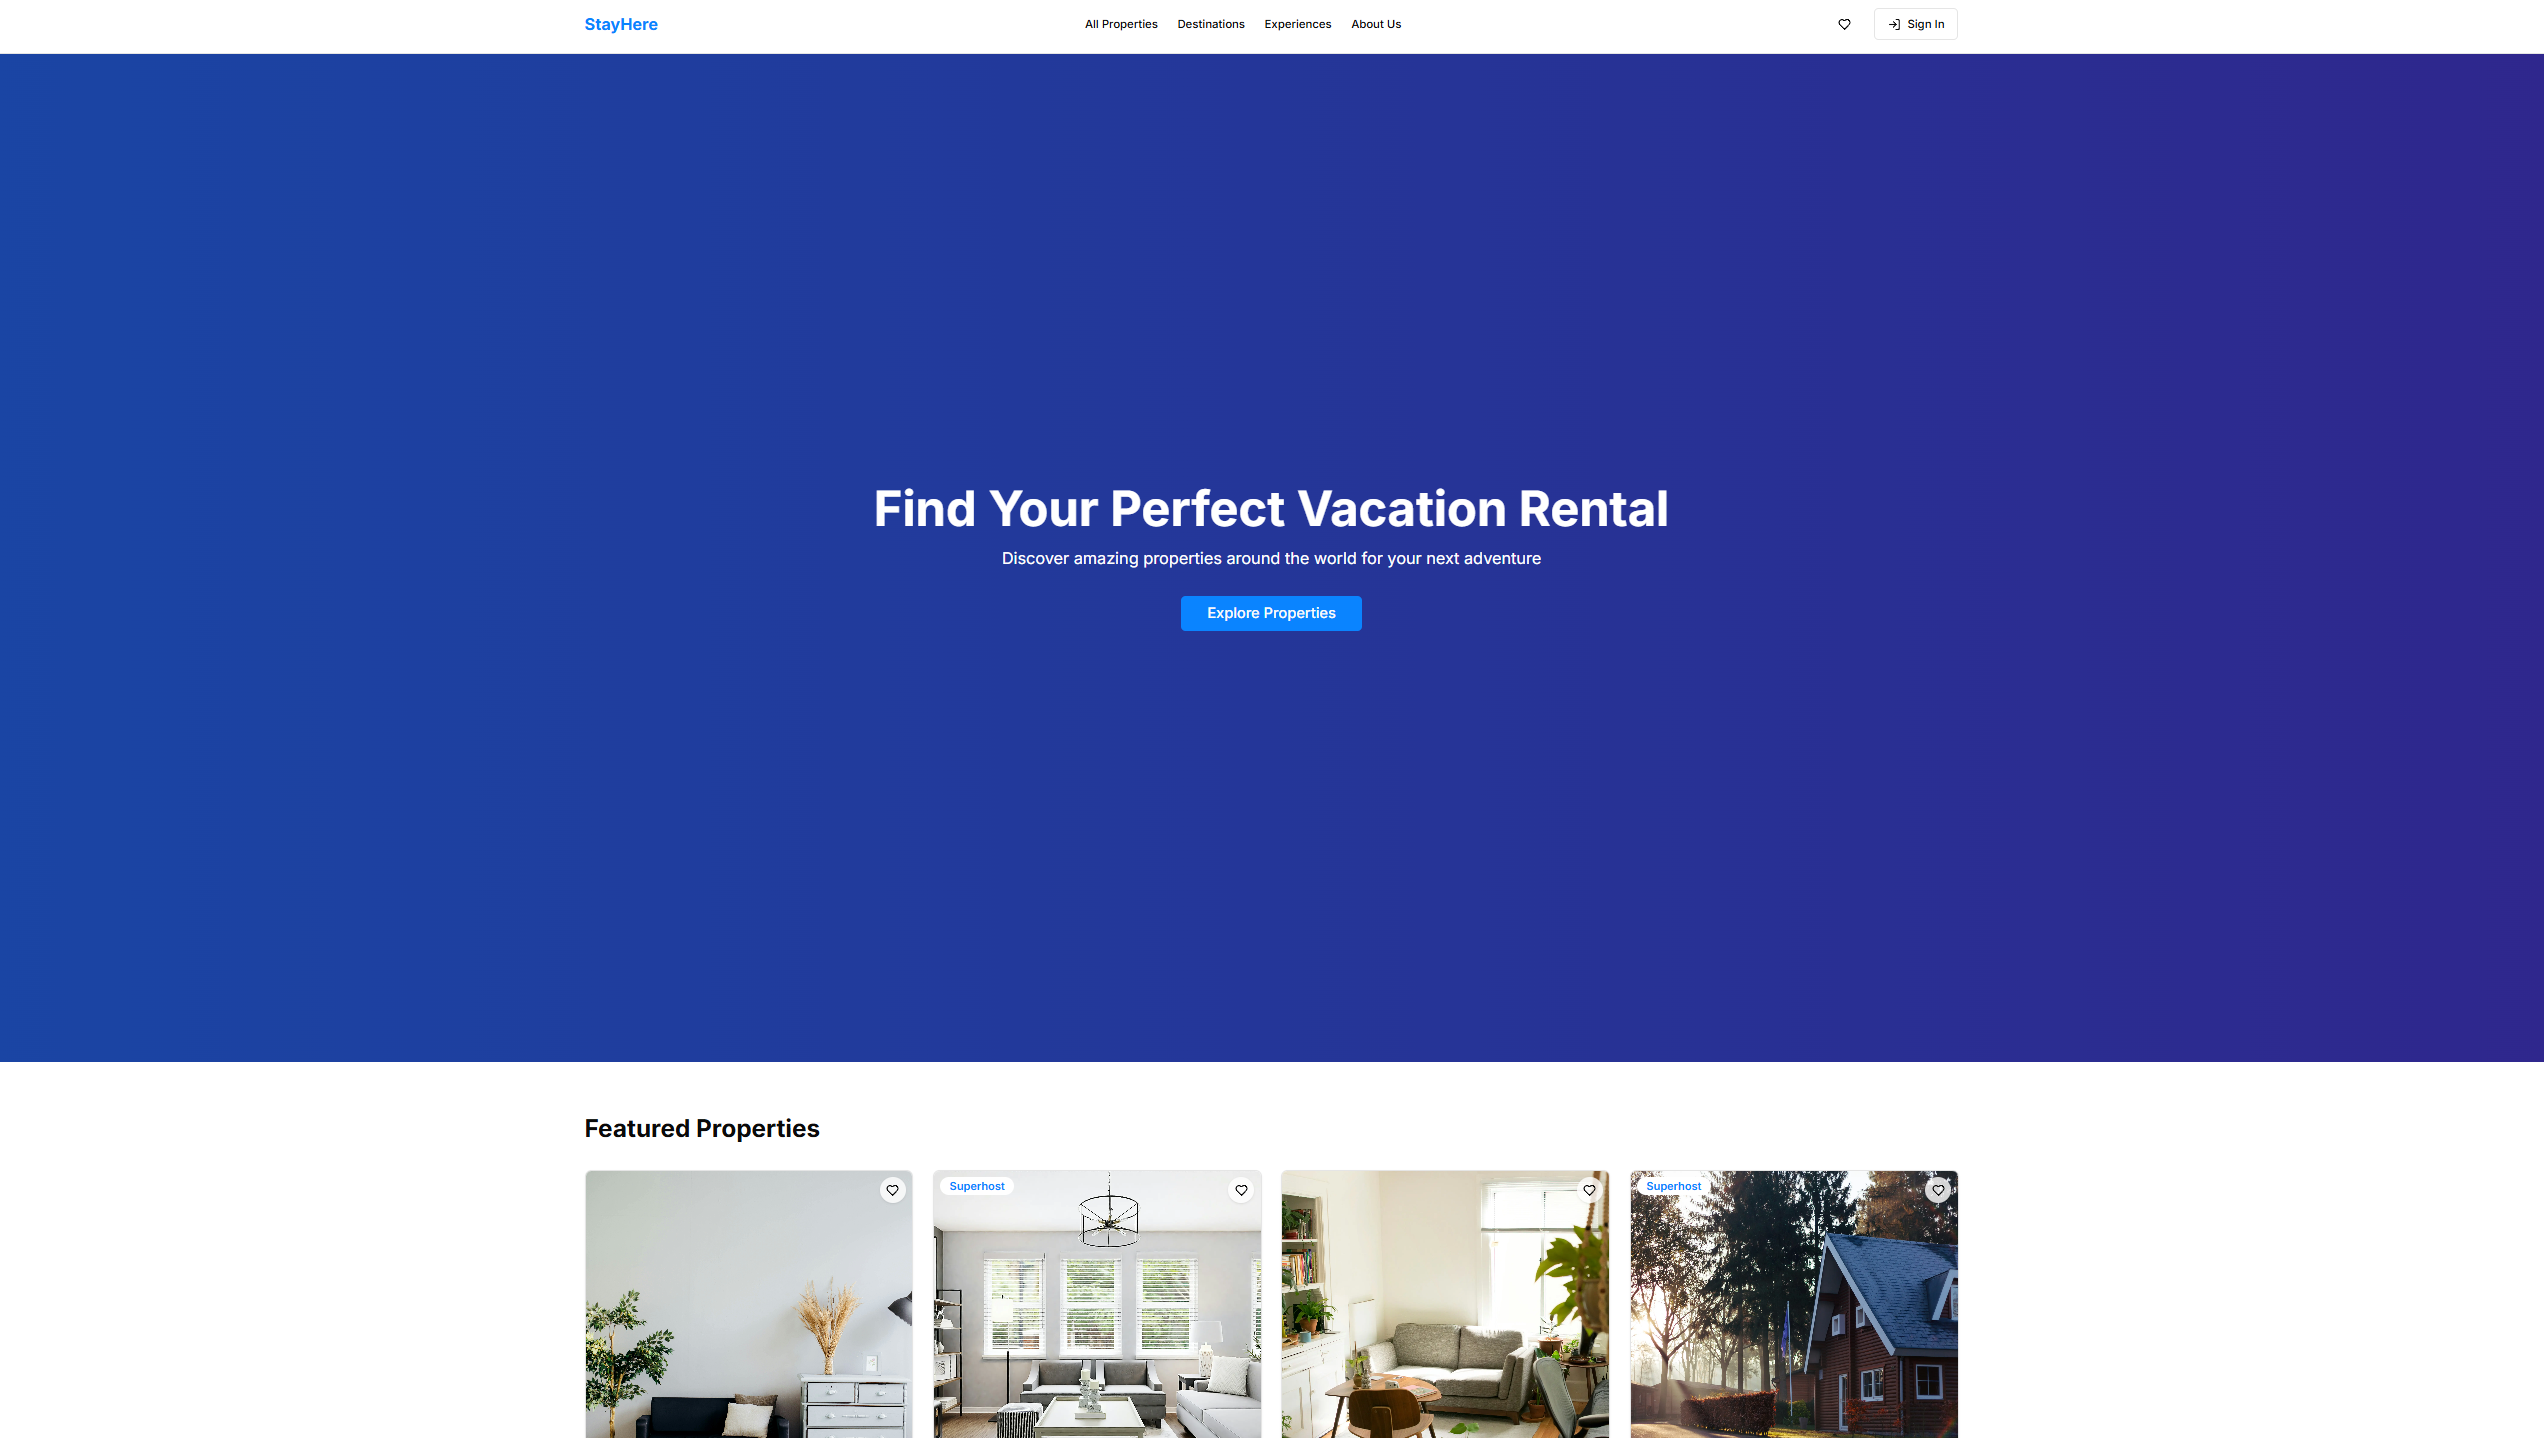 StayHere
All Properties
Destinations
Experiences
About Us
Sign In
Find Your Perfect Vacation Rental
Discover amazing properties around the world for your next adventure
Explore Properties
Featured Properties
Superhost
Superhost